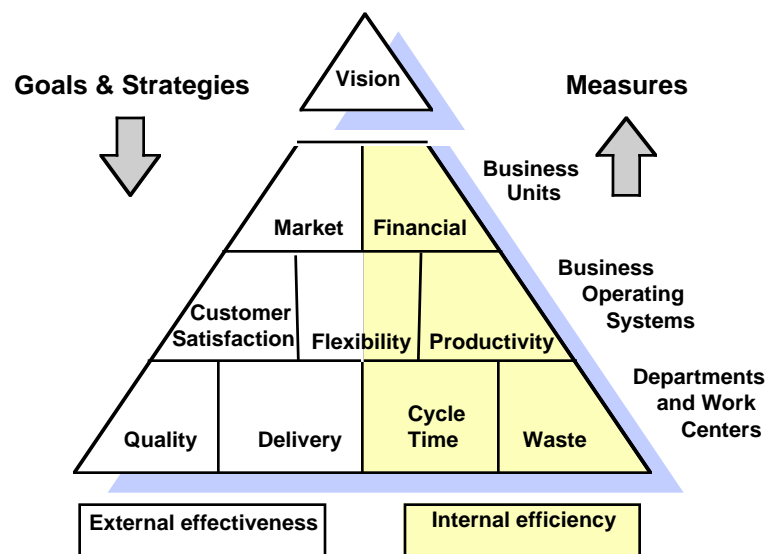 Vision
Goals & Strategies
Measures
Business
Units
Market
Financial
Business
Operating
Systems
Customer
Satisfaction
Flexibility
Productivity
Departments
and Work
Centers
Quality
Delivery
Cycle
Time
Waste
External effectiveness
Internal efficiency